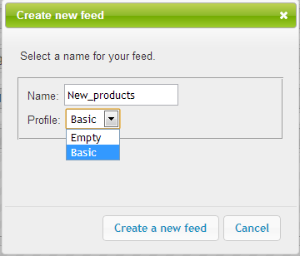 Create new feed
Select a name for your feed.
Name: New_products
Profile: Basic
Empty
Basic
Create a new feed Cancel